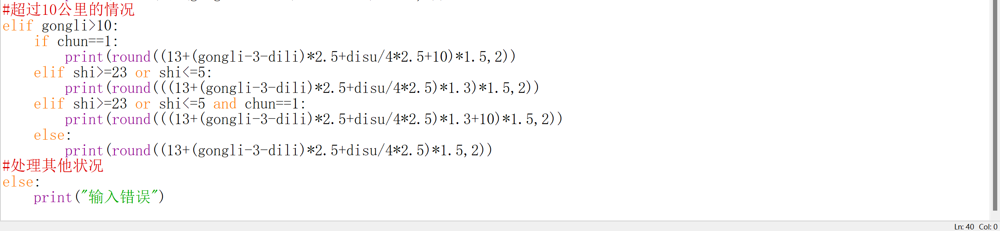 #超过10公里的情况
elif gongli>10:
    if chun==1:
        print(round((13+(gongli-3-dili)*2.5+disu/4*2.5+10)*1.5,2))
    elif shi>=23 or shi<=5:
        print(round(((13+(gongli-3-dili)*2.5+disu/4*2.5)*1.3)*1.5,2))
    elif shi>=23 or shi<=5 and chun==1:
        print(round(((13+(gongli-3-dili)*2.5+disu/4*2.5)*1.3+10)*1.5,2))
    else:
        print(round((13+(gongli-3-dili)*2.5+disu/4*2.5)*1.5,2))
#处理其他状况
else:
    print("输入错误")
Ln: 40 Col: 0